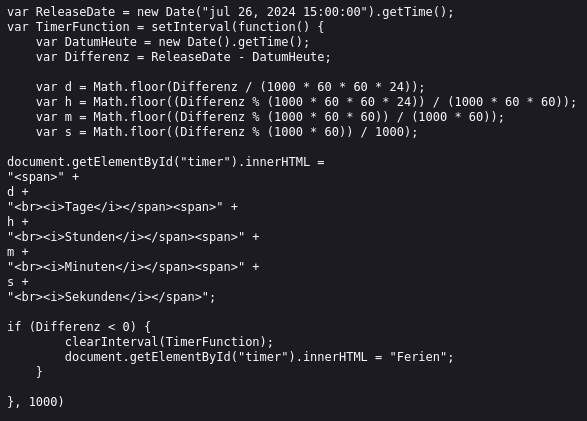 var ReleaseDate = new Date("jul 26, 2024 15:00:00").getTime();
var TimerFunction = setInterval(function() {
    var DatumHeute = new Date().getTime();
    var Differenz = ReleaseDate - DatumHeute;

    var d = Math.floor(Differenz / (1000 * 60 * 60 * 24));
    var h = Math.floor((Differenz % (1000 * 60 * 60 * 24)) / (1000 * 60 * 60));
    var m = Math.floor((Differenz % (1000 * 60 * 60)) / (1000 * 60));
    var s = Math.floor((Differenz % (1000 * 60)) / 1000);

document.getElementById("timer").innerHTML =
"<span>" +
d +
"<br><i>Tage</i></span><span>" +
h +
"<br><i>Stunden</i></span><span>" +
m +
"<br><i>Minuten</i></span><span>" +
s +
"<br><i>Sekunden</i></span>";

if (Differenz < 0) {
        clearInterval(TimerFunction);
        document.getElementById("timer").innerHTML = "Ferien";
    }

}, 1000)